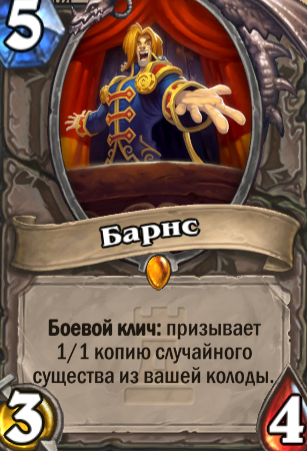 5
Барнс
Боевой клич: призывает
1/1 копию случайного
существа из вашей колоды.
3
4